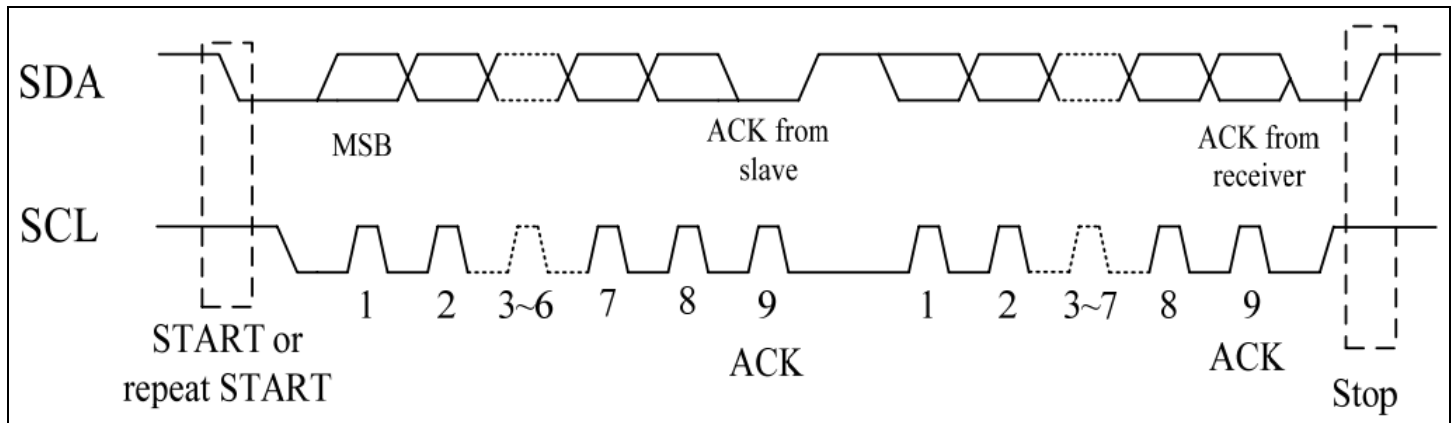 SDA
MSB
ACK from
slave
ACK from
receiver
SCL
1 2 3~6 7 8 9 1 2 3~7 8 9
START or
repeat START
ACK
ACK
Stop